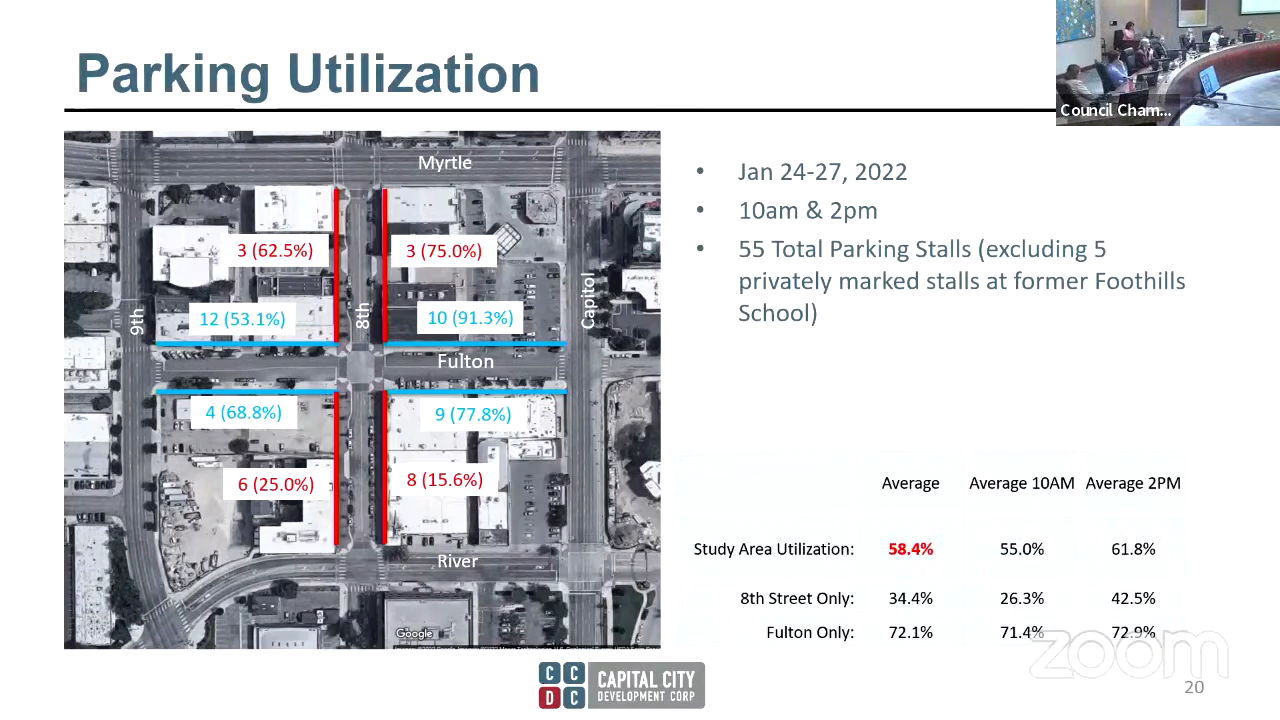 Parking Utilization
Council Cham...
Myrtle
3 (62.5%)
3 (75.0%)
12 (53.1%)
10 (91.3%)
9th
8th
Capitol
Fulton
4 (68.8%)
9 (77.8%)
6 (25.0%)
8 (15.6%)
River
Google
• Jan 24-27, 2022
• 10am & 2pm
• 55 Total Parking Stalls (excluding 5
privately marked stalls at former Foothills
School)
Average Average 10AM Average 2PM
Study Area Utilization: 58.4% 55.0% 61.8%
8th Street Only: 34.4% 26.3% 42.5%
Fulton Only: 72.1% 71.4% 72.9%
zoom
CCDC
CAPITAL CITY
DEVELOPMENT CORP
20